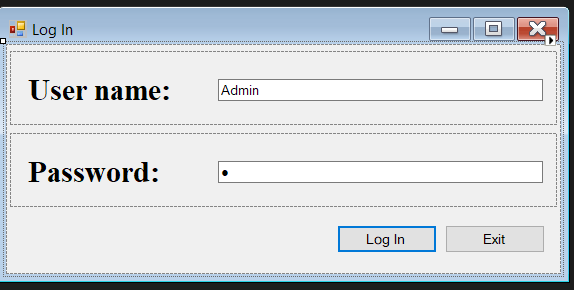 Log In
User name:
Admin
Password:
●
Log In
Exit